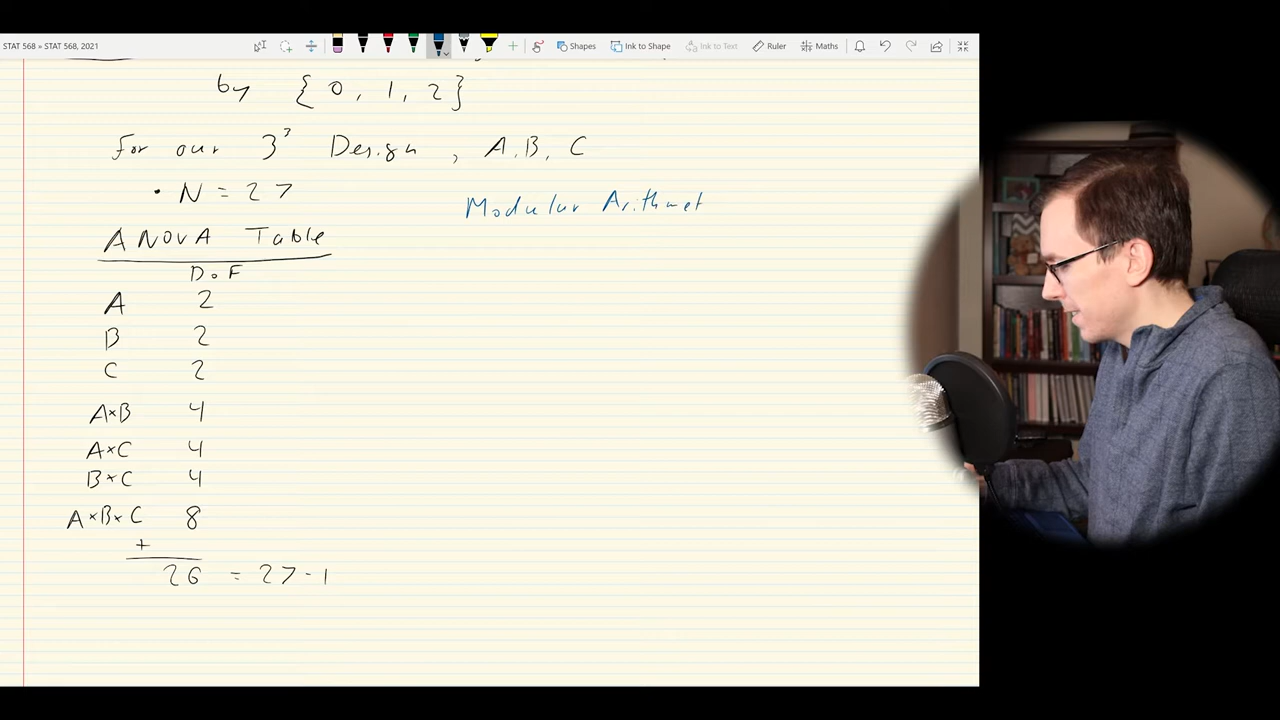 STAT 568 » STAT 568, 2021
Shapes Ink to Shape Ink to Text Ruler Maths
by {0, 1, 2}
For our 3³ Design, A, B, C
• N = 27
Modular Arithmet
ANOVA Table
DoF
A 2
B 2
C 2
A×B 4
A×C 4
B×C 4
A×B×C 8
+
26 = 27 - 1